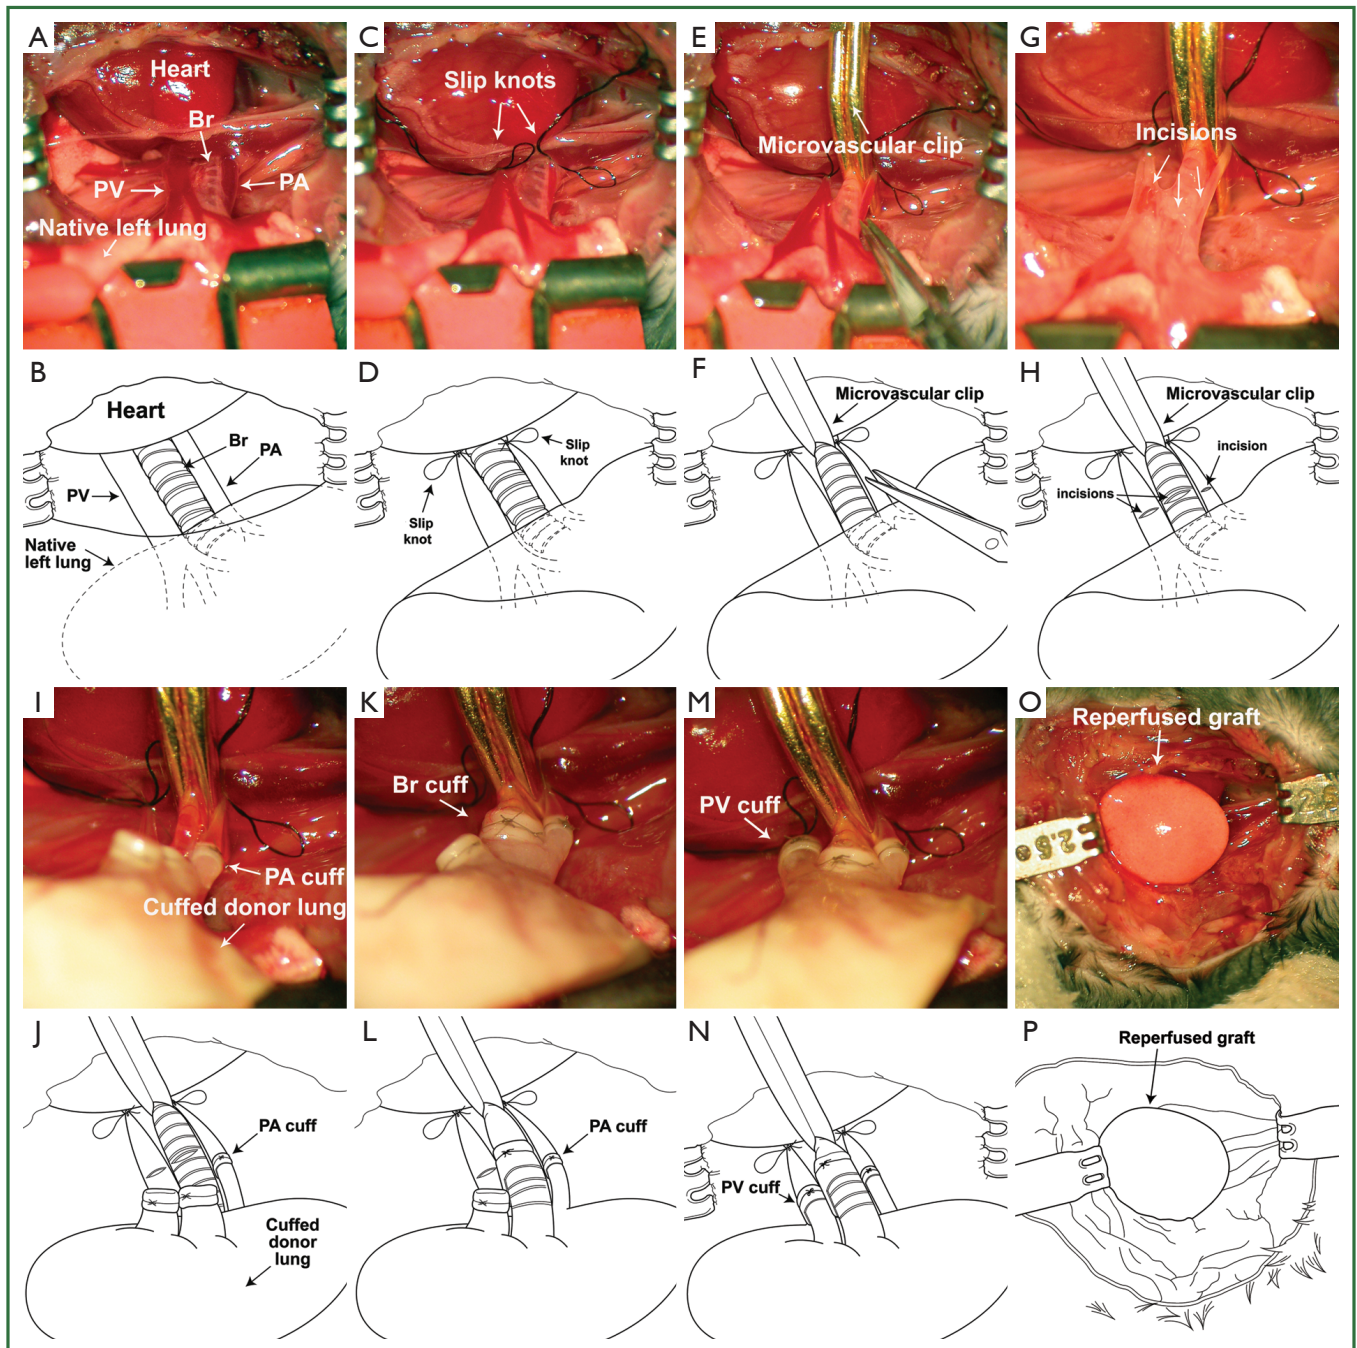 A
C
E
G
Heart
Br
PV
PA
Native left lung
Slip knots
Microvascular clip
Incisions
B
D
F
H
Heart
Br
PA
PV
Native
left lung
Slip
knot
Slip
knot
Microvascular clip
Microvascular clip
incision
incisions
I
K
M
O
PA cuff
Cuffed donor lung
Br cuff
PV cuff
Reperfused graft
2.5
J
L
N
P
PA cuff
Cuffed
donor
lung
PA cuff
PV cuff
Reperfused graft